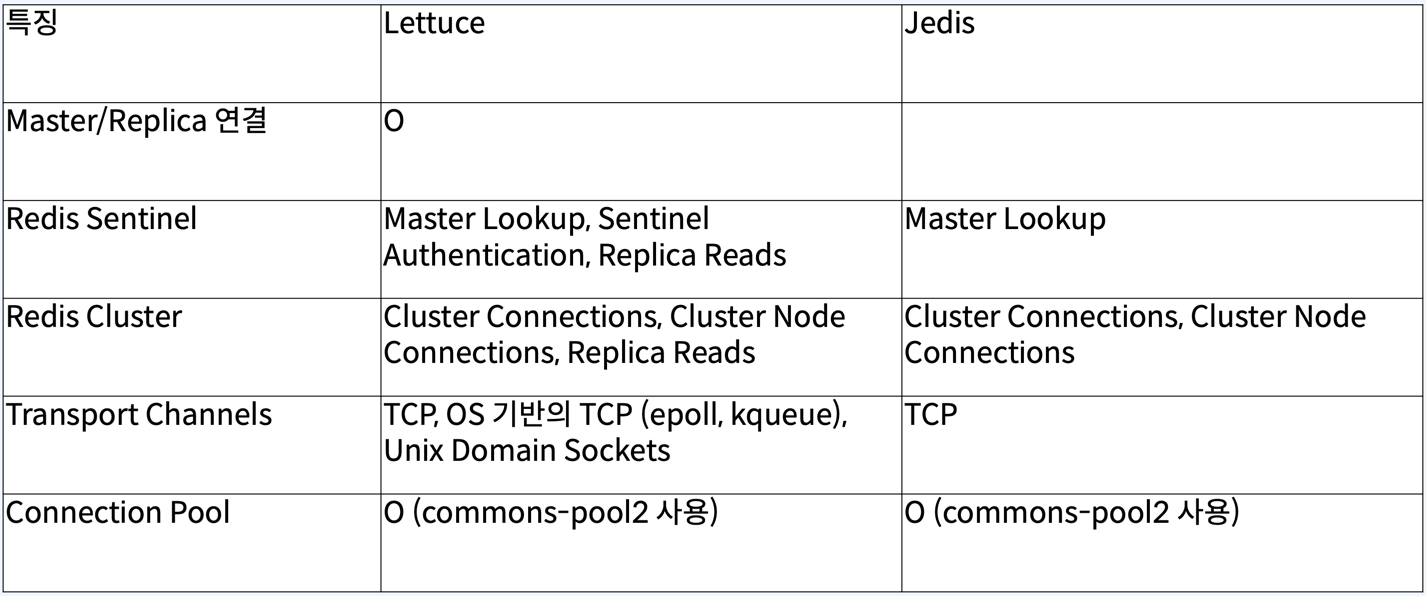 특징
Lettuce
Jedis
Master/Replica 연결
O
Redis Sentinel
Master Lookup, Sentinel
Authentication, Replica Reads
Master Lookup
Redis Cluster
Cluster Connections, Cluster Node
Connections, Replica Reads
Cluster Connections, Cluster Node
Connections
Transport Channels
TCP, OS 기반의 TCP (epoll, kqueue),
Unix Domain Sockets
TCP
Connection Pool
O (commons-pool2 사용)
O (commons-pool2 사용)